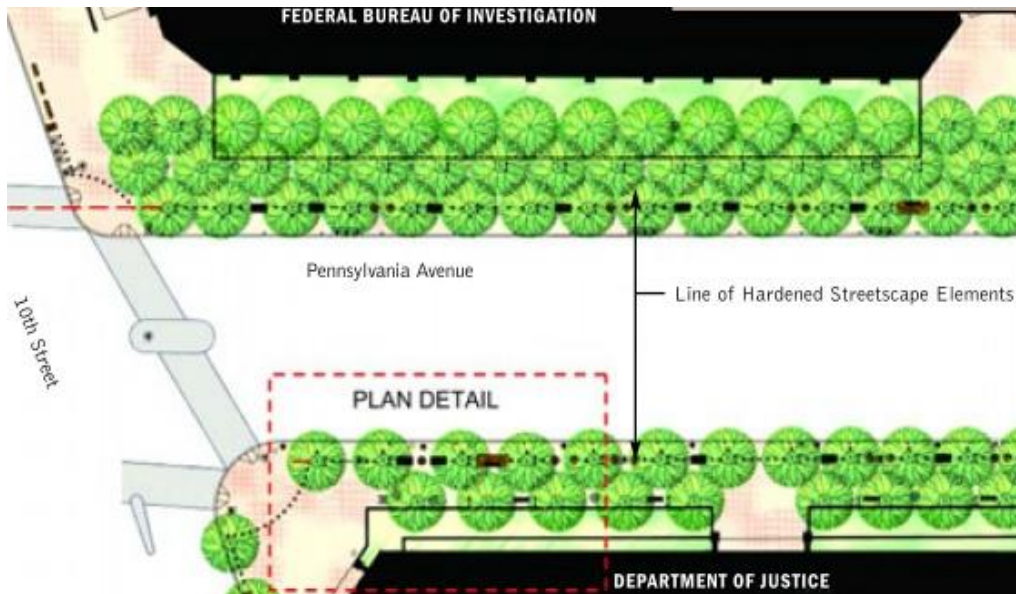 FEDERAL BUREAU OF INVESTIGATION
Pennsylvania Avenue
Line of Hardened Streetscape Elements
10th Street
PLAN DETAIL
DEPARTMENT OF JUSTICE